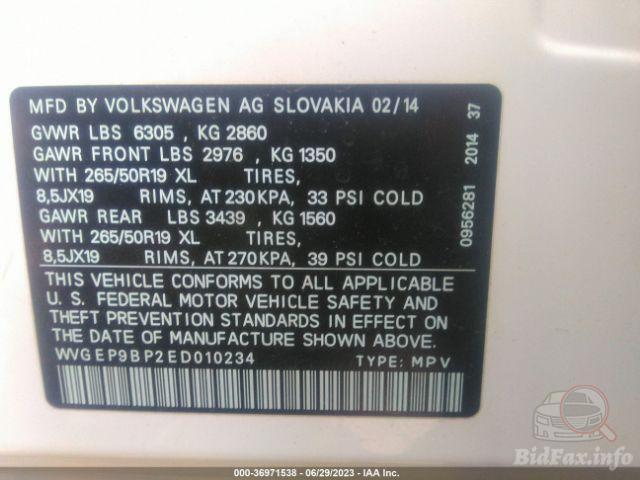 MFD BY VOLKSWAGEN AG SLOVAKIA 02/14
GVWR LBS 6305 , KG 2860
GAWR FRONT LBS 2976 , KG 1350
WITH 265/50R19 XL TIRES,
8,5JX19 RIMS, AT 230KPA, 33 PSI COLD
GAWR REAR LBS 3439 , KG 1560
WITH 265/50R19 XL TIRES,
8,5JX19 RIMS, AT 270KPA, 39 PSI COLD
0956281 2014 37
THIS VEHICLE CONFORMS TO ALL APPLICABLE
U. S. FEDERAL MOTOR VEHICLE SAFETY AND
THEFT PREVENTION STANDARDS IN EFFECT ON
THE DATE OF MANUFACTURE SHOWN ABOVE.
WVGEP9BP2ED010234 TYPE: MPV
BidFax.info
000-36971538 - 06/29/2023 - IAA Inc.